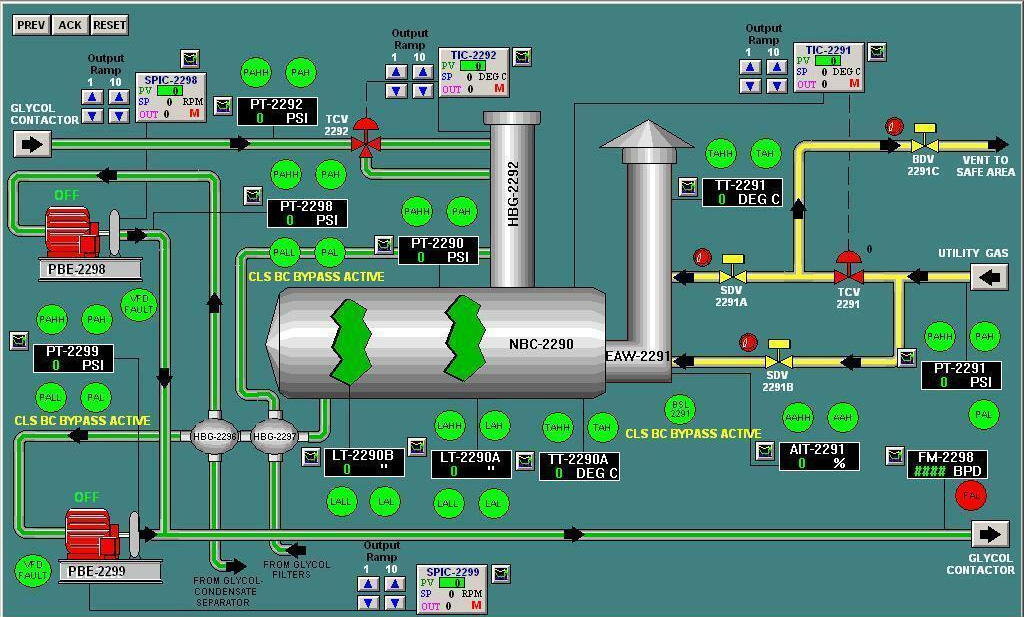 PREV ACK RESET
Output
Ramp
1 10
SPIC-2298
PV 0
SP 0 RPM
OUT 0 M
PAHH PAH
PT-2292
0 PSI
Output
Ramp
1 10
TIC-2292
PV 0
SP 0 DEG C
OUT 0 M
Output
Ramp
1 10
TIC-2291
PV 0
SP 0 DEG C
OUT 0 M
GLYCOL
CONTACTOR
TCV
2292
HBG-2292
TAHH TAH
TT-2291
0 DEG C
BDV
2291C
VENT TO
SAFE AREA
OFF
PBE-2298
PAHH PAH
PT-2298
0 PSI
PAHH PAH
PT-2290
0 PSI
PALL PAL
CLS BC BYPASS ACTIVE
0
UTILITY GAS
SDV
2291A
TCV
2291
VFD
FAULT
PAHH PAH
PT-2299
0 PSI
PALL PAL
CLS BC BYPASS ACTIVE
NBC-2290
EAW-2291
SDV
2291B
PAHH PAH
PT-2291
0 PSI
PAL
HBG-2296
HBG-2297
LT-2290B
0 "
LALL LAL
LAHH LAH
LT-2290A
0 "
LALL LAL
TAHH TAH
TT-2290A
0 DEG C
BSL
2291
CLS BC BYPASS ACTIVE
AAHH AAH
AIT-2291
0 %
FM-2298
#### BPD
PAL
OFF
PBE-2299
VFD
FAULT
FROM GLYCOL-
CONDENSATE
SEPARATOR
FROM GLYCOL
FILTERS
Output
Ramp
1 10
SPIC-2299
PV 0
SP 0 RPM
OUT 0 M
GLYCOL
CONTACTOR